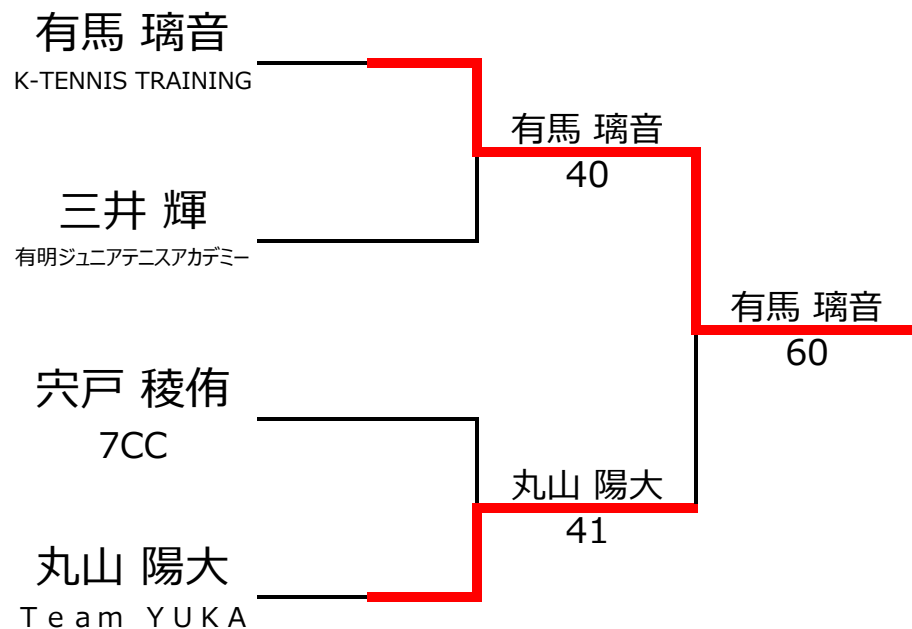 有馬 璃音
K-TENNIS TRAINING
三井 輝
有明ジュニアテニスアカデミー
宍戸 稜侑
7CC
丸山 陽大
Team YUKA
有馬 璃音
40
丸山 陽大
41
有馬 璃音
60